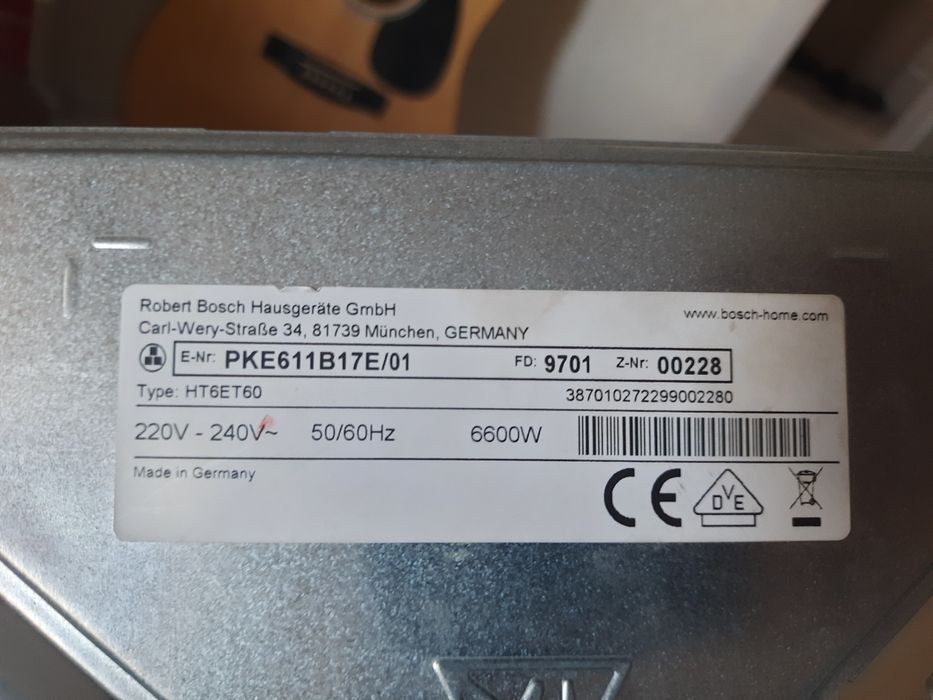 Robert Bosch Hausgeräte GmbH
www.bosch-home.com
Carl-Wery-Straße 34, 81739 München, GERMANY
E-Nr: PKE611B17E/01 FD: 9701 Z-Nr: 00228
Type: HT6ET60 387010272299002280
220V - 240V~ 50/60Hz 6600W
Made in Germany
CE DVE